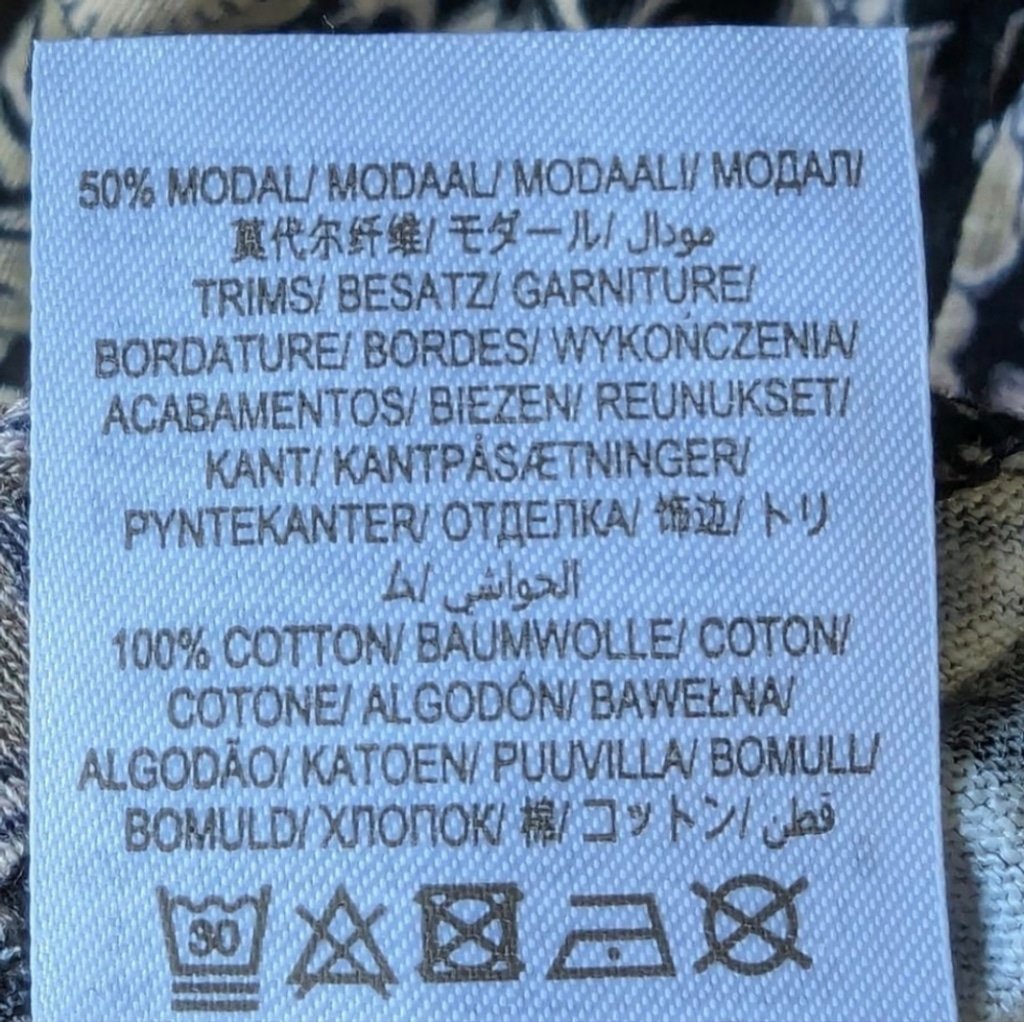 50% MODAL/ MODAAL/ MODAALI/ МОДАЛ/
莫代尔纤维/ モダール/ مودال
TRIMS/ BESATZ/ GARNITURE/
BORDATURE/ BORDES/ WYKOŃCZENIA/
ACABAMENTOS/ BIEZEN/ REUNUKSET/
KANT/ KANTPÅSÆTNINGER/
PYNTEKANTER/ ОТДЕЛКА/ 饰边/ トリ
ム/ الحواشي
100% COTTON/ BAUMWOLLE/ COTON/
COTONE/ ALGODÓN/ BAWEŁNA/
ALGODÃO/ KATOEN/ PUUVILLA/ BOMULL/
BOMULD/ ХЛОПОК/ 棉/ コットン/ قطن
30